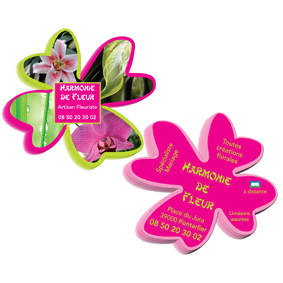 Harmonie
de Fleur
Artisan Fleuriste
08 50 20 30 02
Spécialiste
Mariage
Toutes
créations
florales
à distance
Livraisons
assurées
Harmonie
de
Fleur
Place du Jura
39000 Pontarlier
08 50 20 30 02